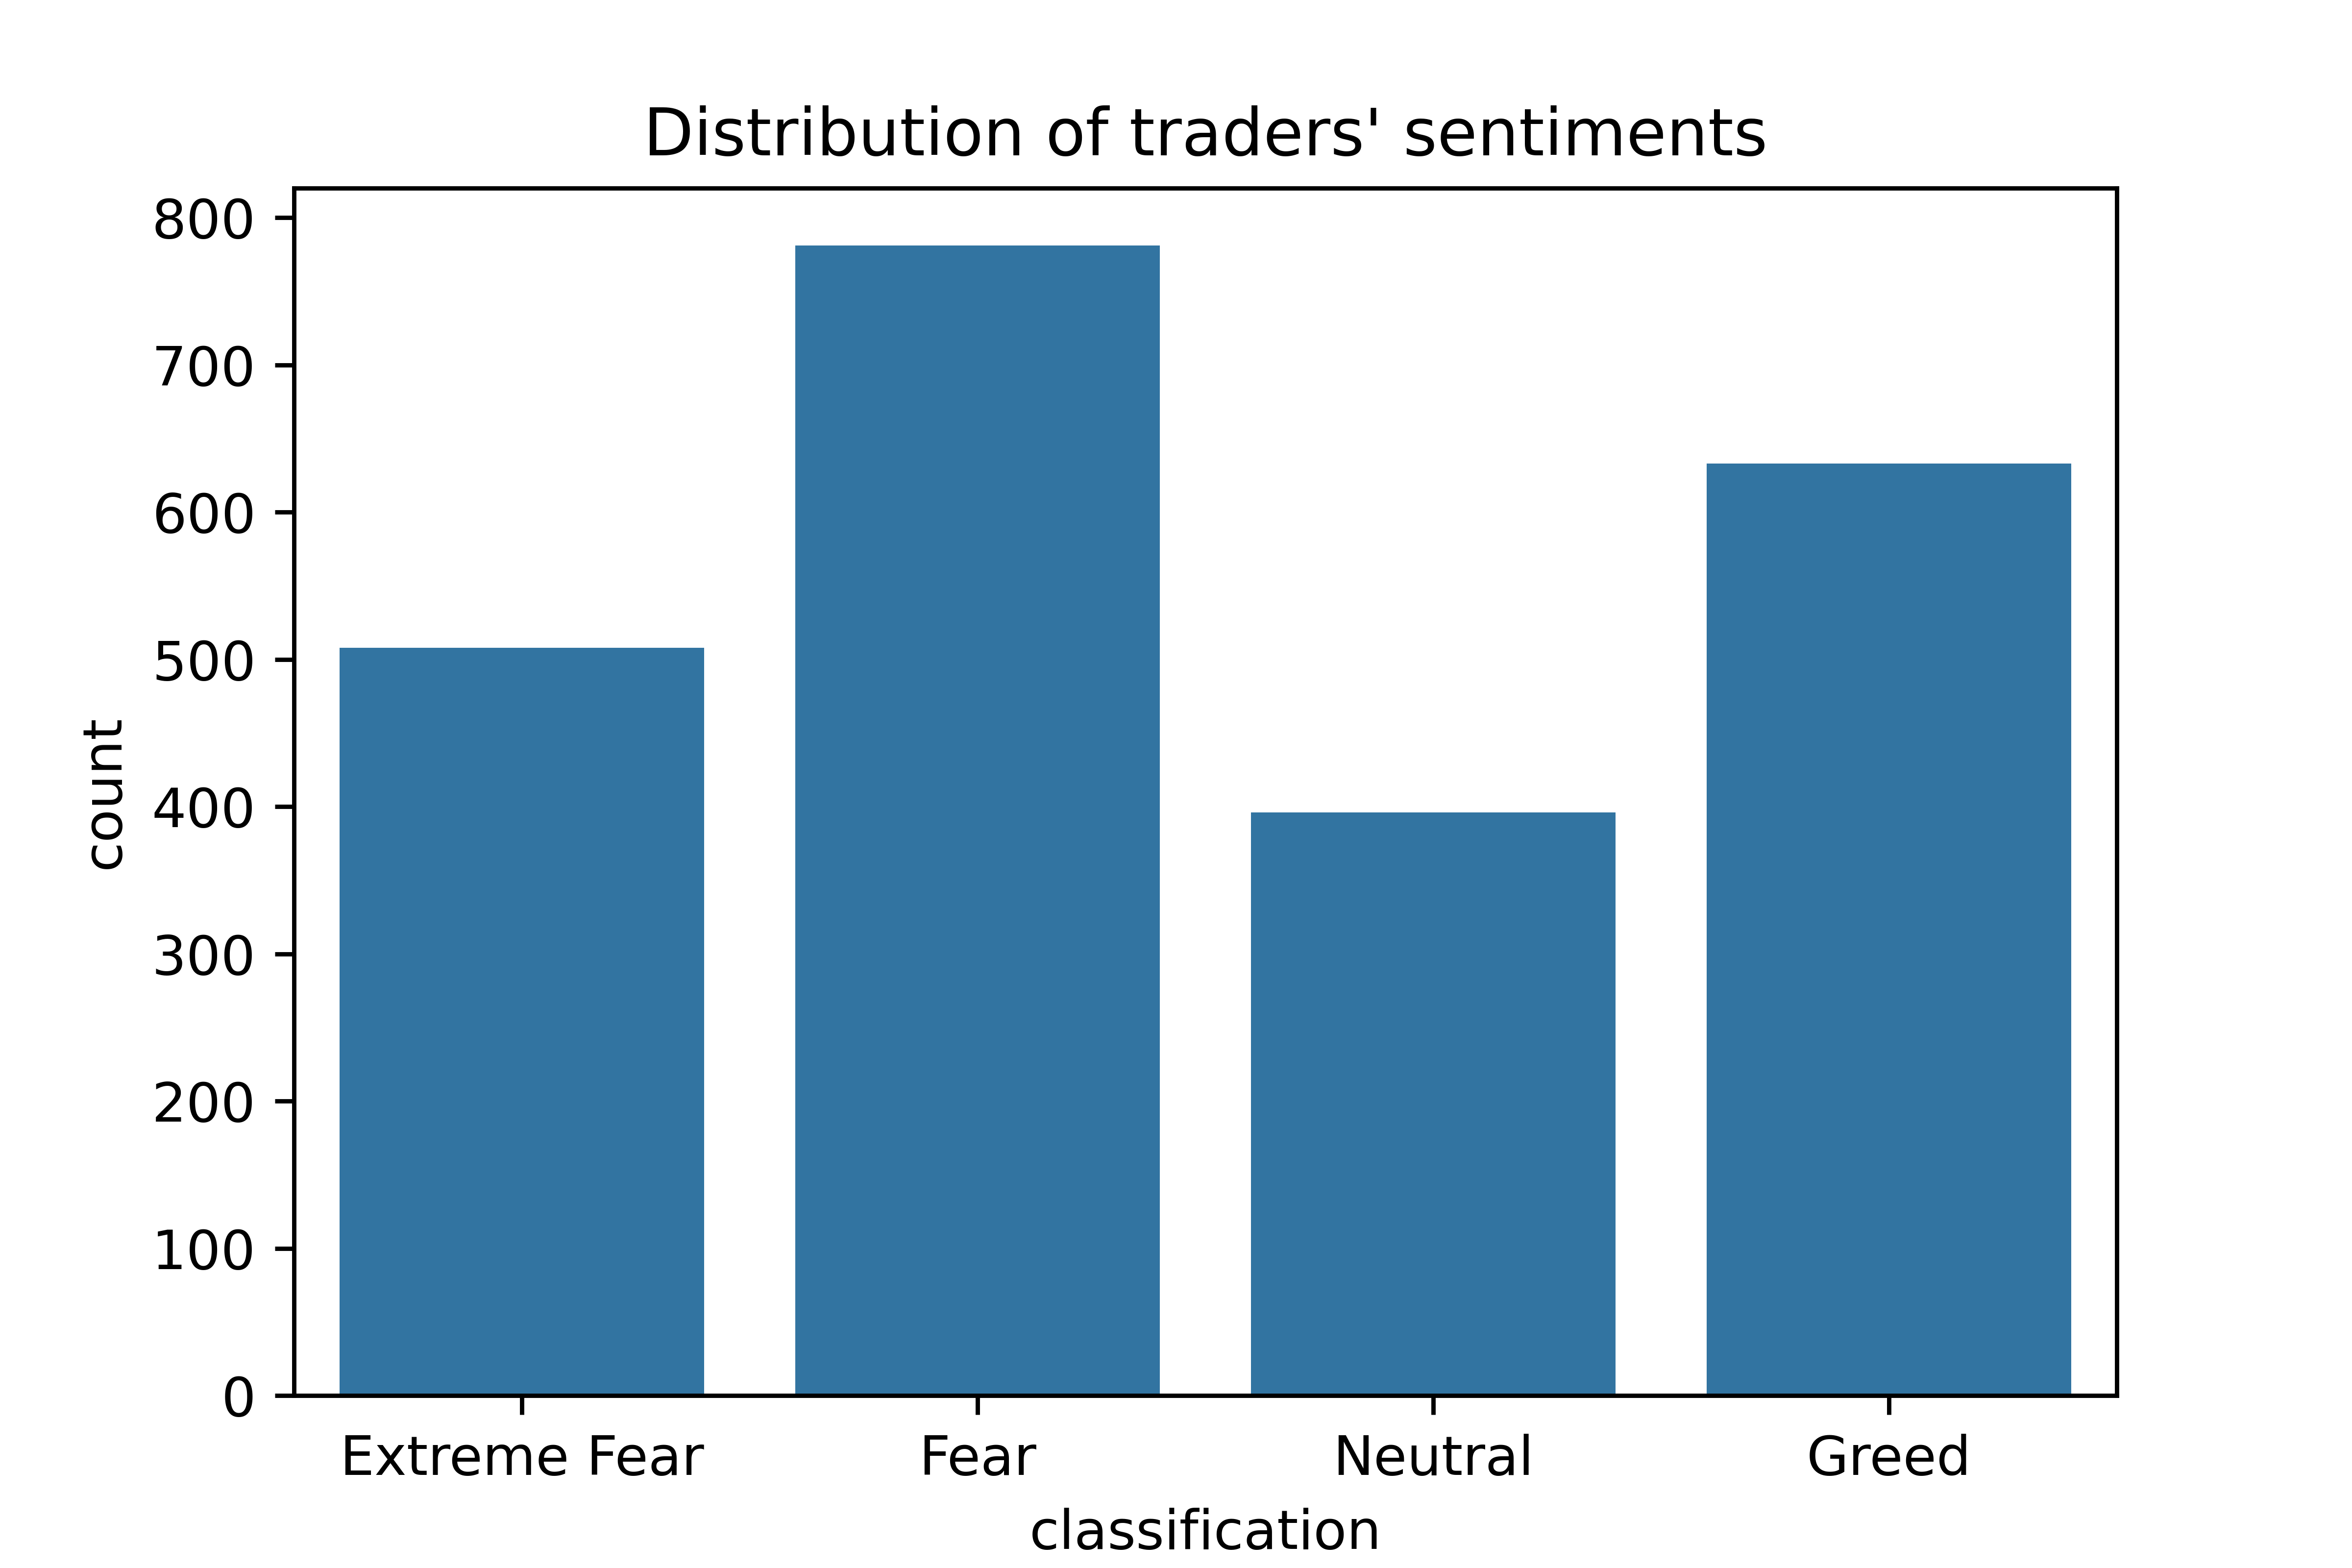 Distribution of traders' sentiments
800
700
600
500
400
300
200
100
0
count
Extreme Fear
Fear
Neutral
Greed
classification